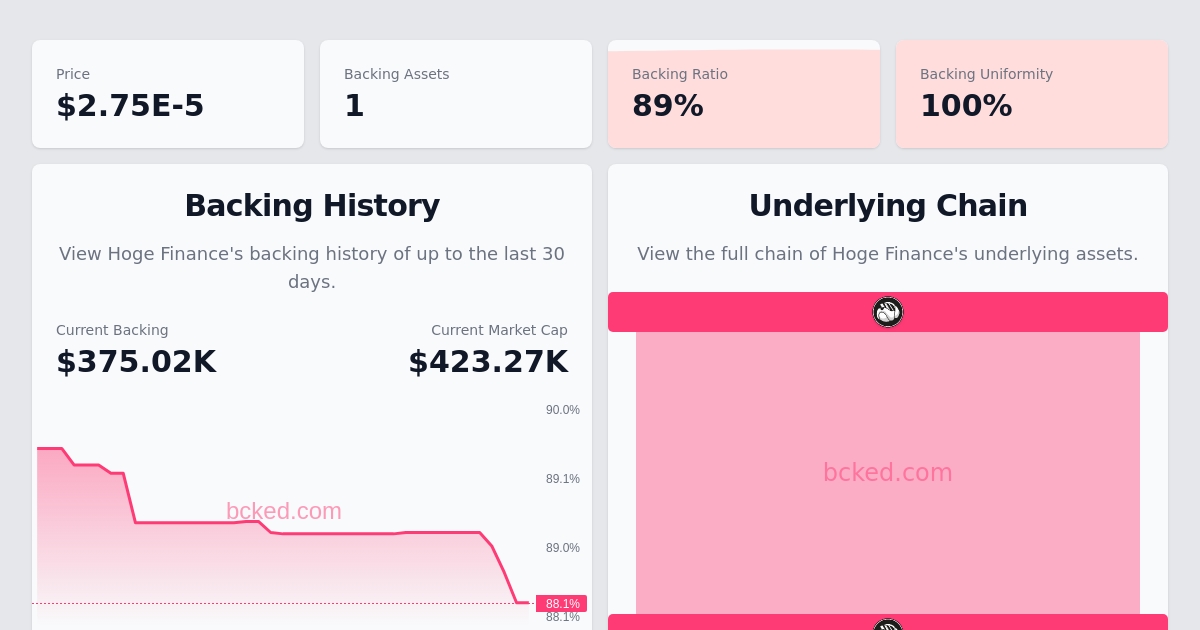 Price
$2.75E-5
Backing Assets
1
Backing Ratio
89%
Backing Uniformity
100%
Backing History
View Hoge Finance's backing history of up to the last 30
days.
Current Backing
$375.02K
Current Market Cap
$423.27K
90.0%
89.1%
bcked.com
89.0%
88.1%
88.1%
Underlying Chain
View the full chain of Hoge Finance's underlying assets.
bcked.com